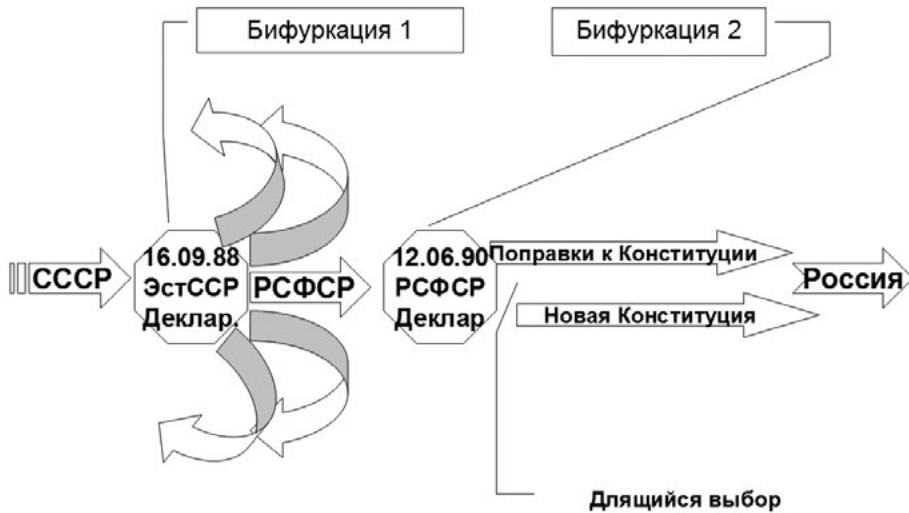 Бифуркация 1
Бифуркация 2
СССР
16.09.88
ЭстССР
Деклар.
РСФСР
12.06.90
РСФСР
Деклар
Поправки к Конституции
Новая Конституция
Россия
Длящийся выбор